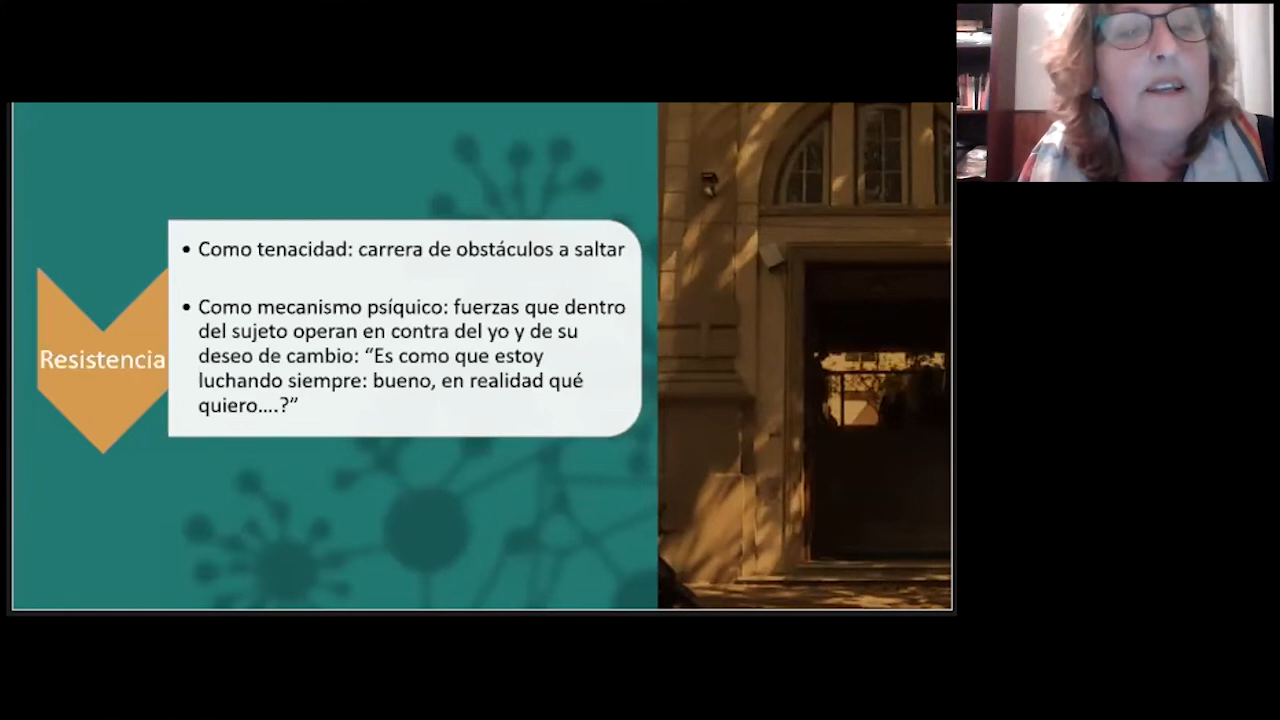 Resistencia
• Como tenacidad: carrera de obstáculos a saltar
• Como mecanismo psíquico: fuerzas que dentro
del sujeto operan en contra del yo y de su
deseo de cambio: “Es como que estoy
luchando siempre: bueno, en realidad qué
quiero....?”